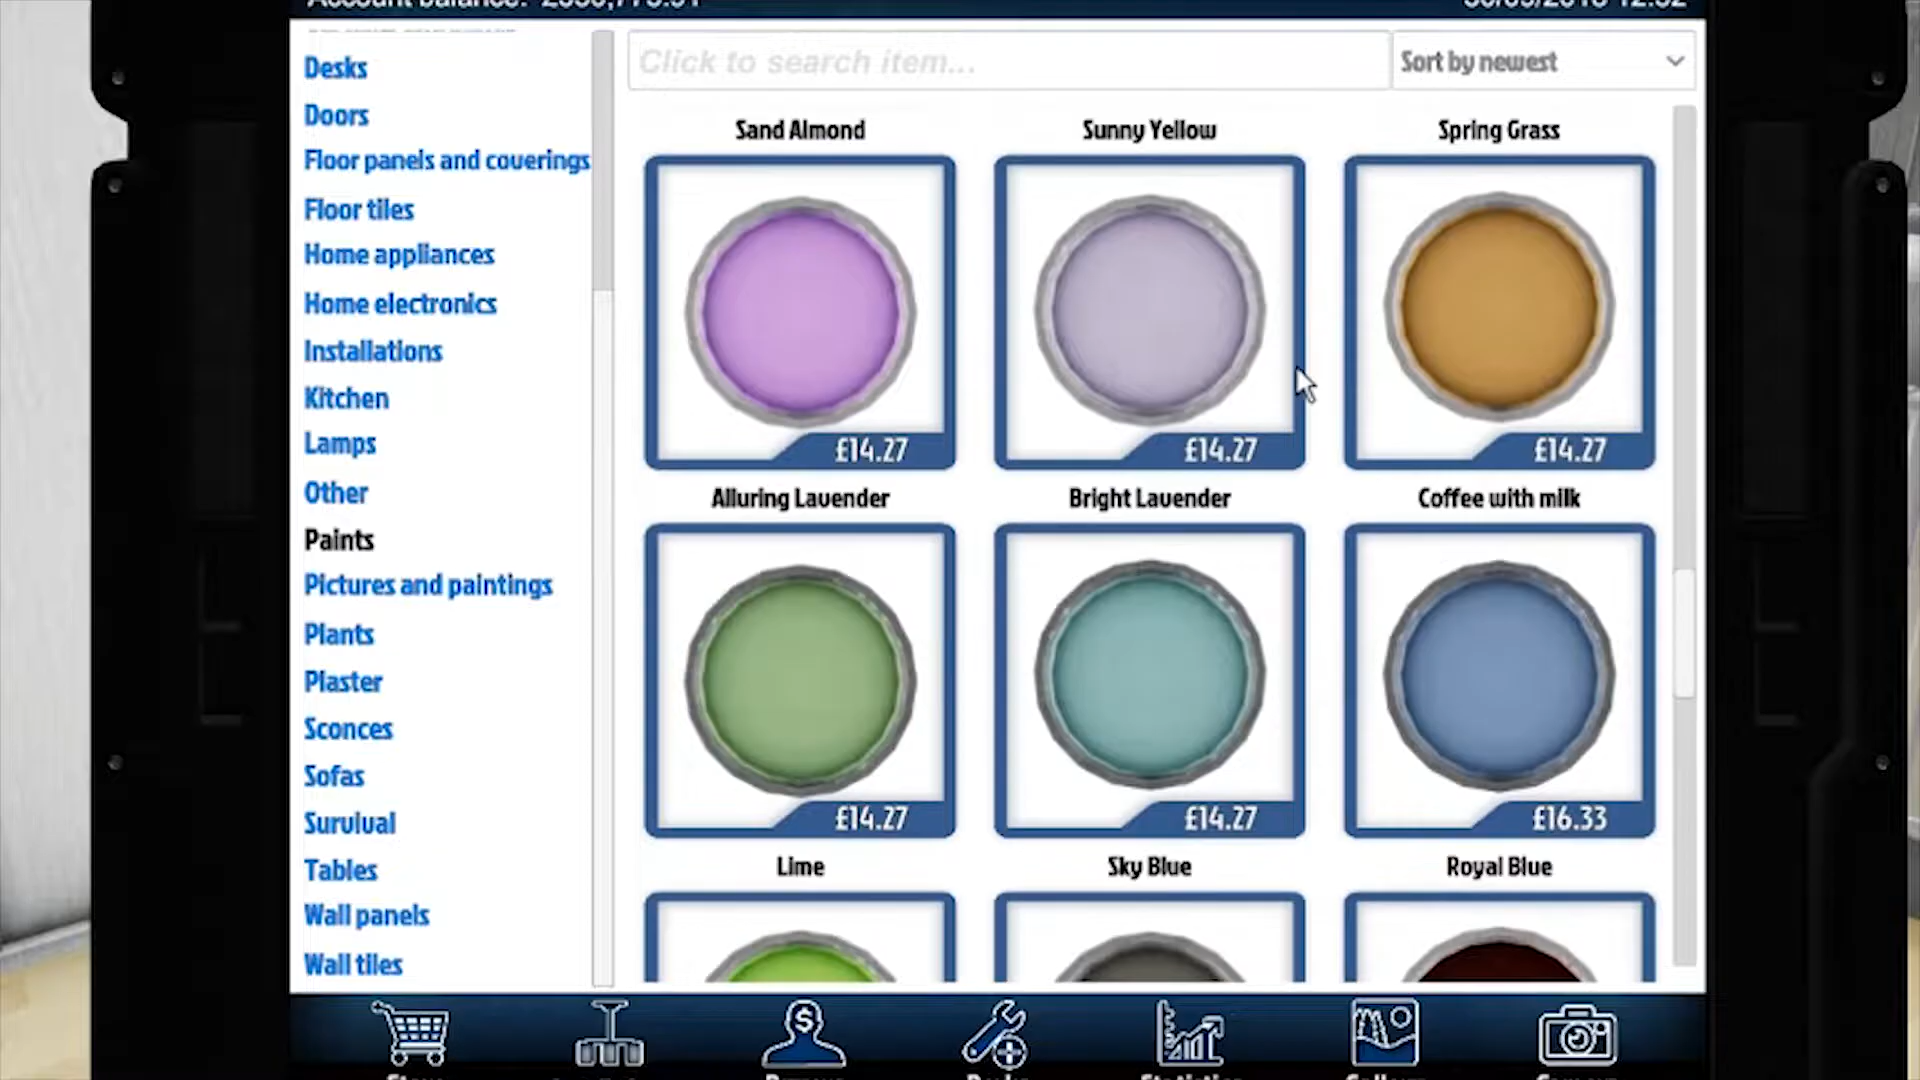 Account balance:
Desks
Doors
Floor panels and coverings
Floor tiles
Home appliances
Home electronics
Installations
Kitchen
Lamps
Other
Paints
Pictures and paintings
Plants
Plaster
Sconces
Sofas
Survival
Tables
Wall panels
Wall tiles
Click to search item...
Sort by newest
Sand Almond
Sunny Yellow
Spring Grass
£14.27
£14.27
£14.27
Alluring Lavender
Bright Lavender
Coffee with milk
£14.27
£14.27
£16.33
Lime
Sky Blue
Royal Blue